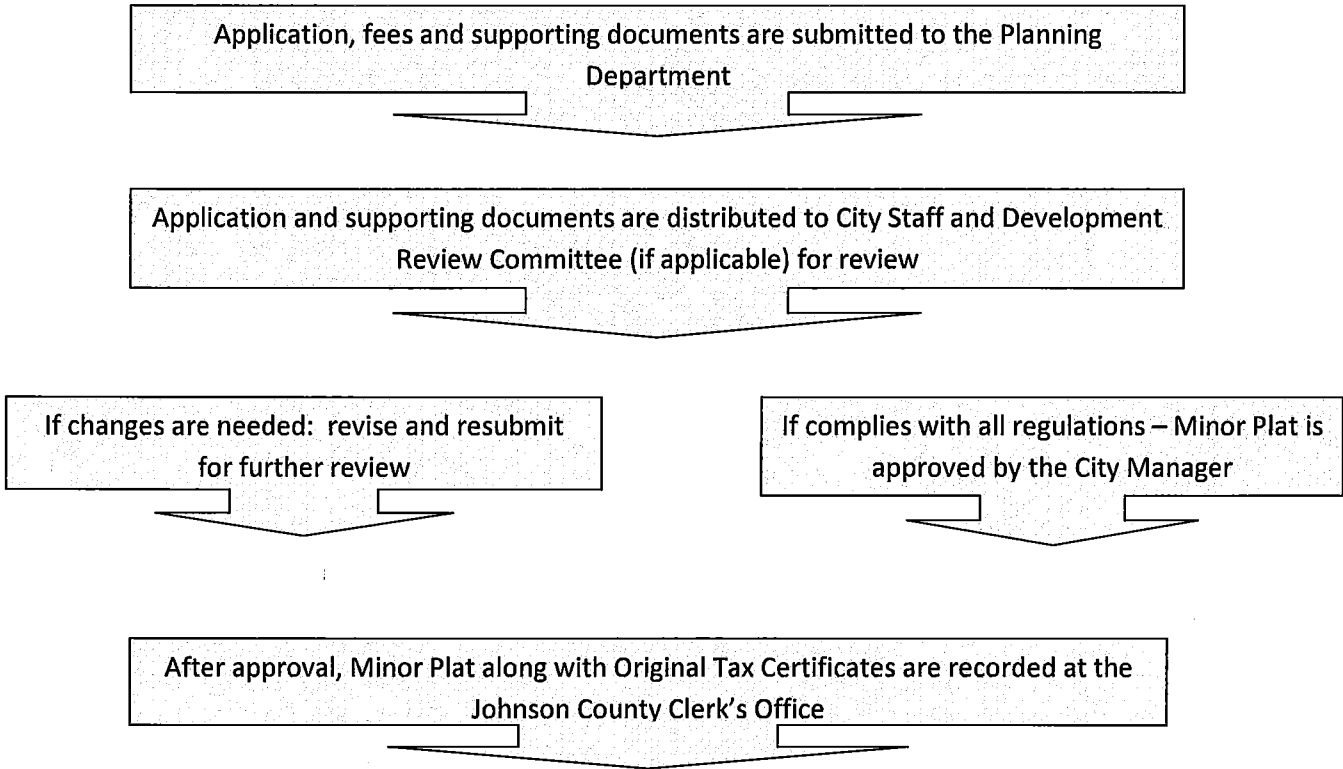 Application, fees and supporting documents are submitted to the Planning
Department
Application and supporting documents are distributed to City Staff and Development
Review Committee (if applicable) for review
If changes are needed: revise and resubmit
for further review
If complies with all regulations – Minor Plat is
approved by the City Manager
After approval, Minor Plat along with Original Tax Certificates are recorded at the
Johnson County Clerk's Office